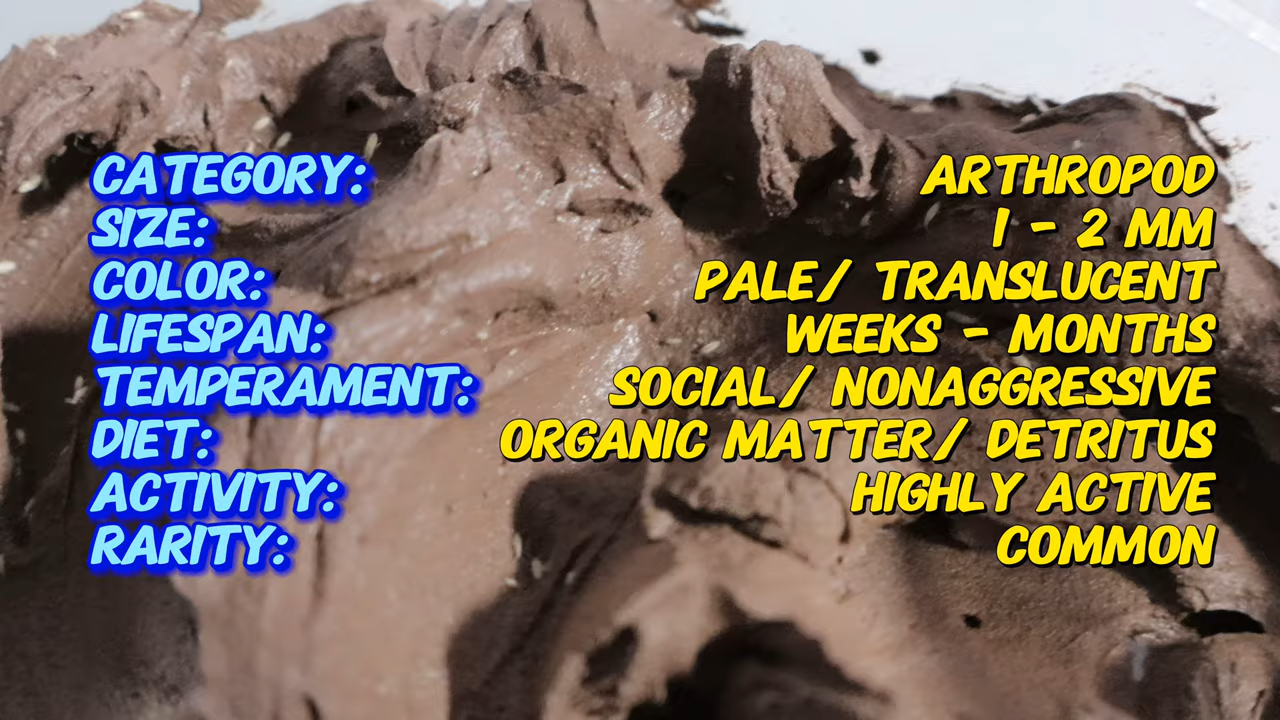 CATEGORY: ARTHROPOD
SIZE: 1 - 2 MM
COLOR: PALE/ TRANSLUCENT
LIFESPAN: WEEKS - MONTHS
TEMPERAMENT: SOCIAL/ NONAGGRESSIVE
DIET: ORGANIC MATTER/ DETRITUS
ACTIVITY: HIGHLY ACTIVE
RARITY: COMMON